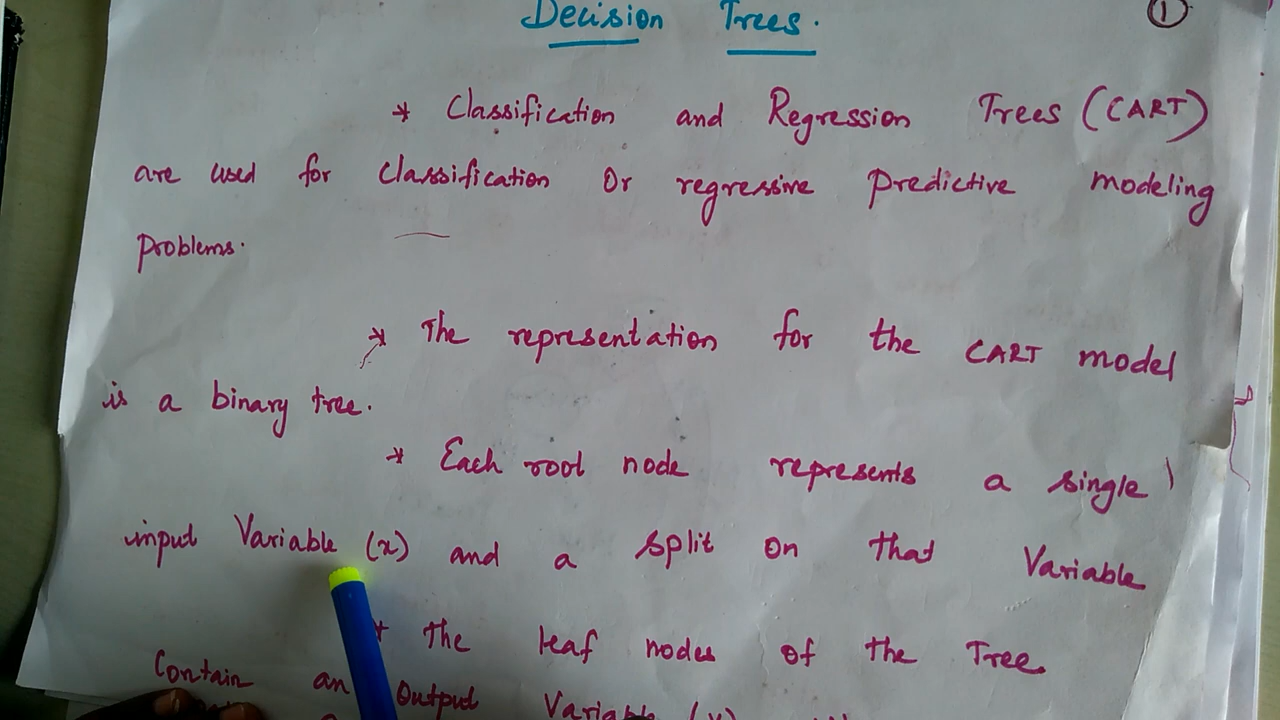 Decision Trees.
①
* Classification and Regression Trees (CART)
are used for classification or regressive predictive modeling
problems.
* The representation for the CART model
is a binary tree.
* Each root node represents a single
input Variable (x) and a split on that Variable
* The leaf nodes of the Tree
Contain an Output Variable (y)